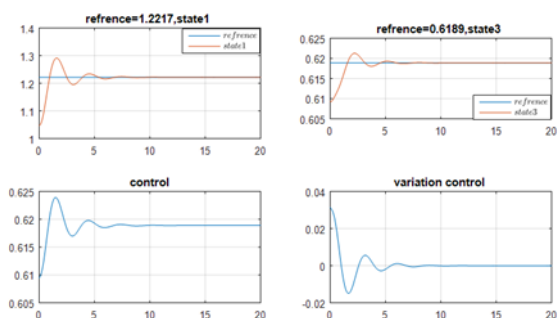 refrence=1.2217,state1
1.4
1.3
1.2
1.1
1
refrence
state1
0 5 10 15 20
refrence=0.6189,state3
0.625
0.62
0.615
0.61
0.605
refrence
state3
0 5 10 15 20
control
0.625
0.62
0.615
0.61
0.605
0 5 10 15 20
variation control
0.04
0.02
0
-0.02
0 5 10 15 20